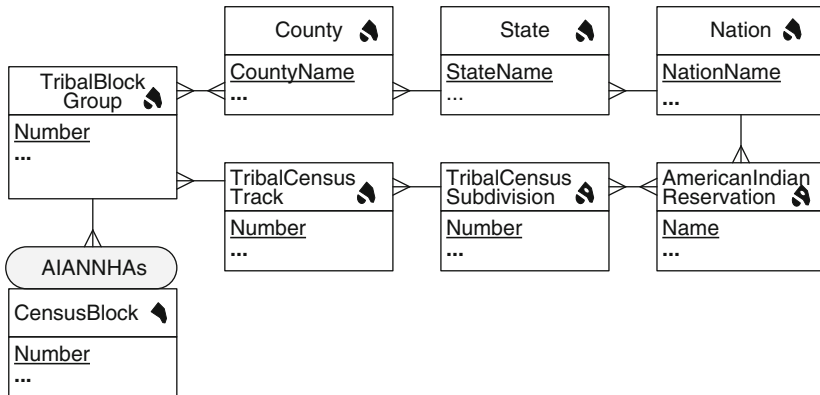 County
CountyName
...
State
StateName
...
Nation
NationName
...
TribalBlock
Group
Number
...
TribalCensus
Track
Number
...
TribalCensus
Subdivision
Number
...
AmericanIndian
Reservation
Name
...
AIANNHAs
CensusBlock
Number
...